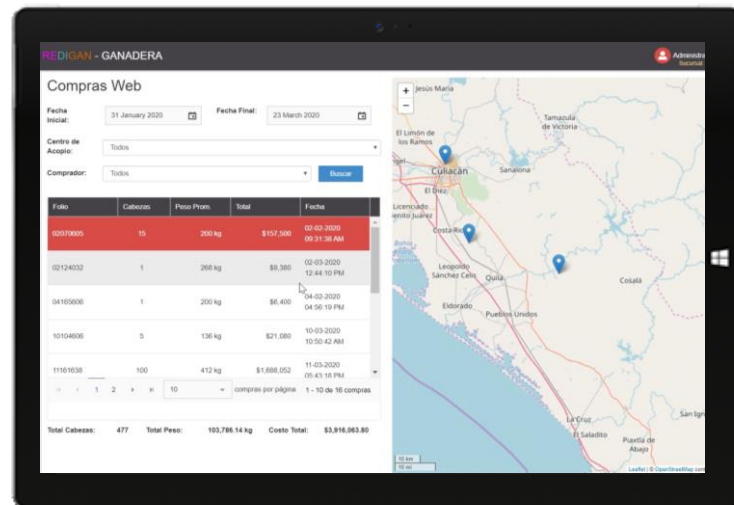 REDIGAN - GANADERA
Compras Web
Fecha Inicial: 31 January 2020 Fecha Final: 23 March 2020
Centro de Acopio: Todos
Comprador: Todos Buscar
Folio Cabezas Peso Prom. Total Fecha
02070605 15 200 kg $157,500 02-02-2020 09:31:38 AM
02124032 1 268 kg $9,380 02-03-2020 12:44:10 PM
04165606 1 200 kg $6,400 04-02-2020 04:56:19 PM
10104606 5 136 kg $21,080 10-03-2020 10:50:42 AM
11161638 100 412 kg $1,688,052 11-03-2020 05:43:18 PM
1 2 10 compras por página 1 - 10 de 16 compras
Total Cabezas: 477 Total Peso: 103,786.14 kg Costo Total: $3,916,063.80
Administra
Sucursal
+
−
Jesús María
Tamazula de Victoria
El Limón de los Ramos
Culiacán
Sanalona
El Diez
Licenciado Benito Juárez
Costa Ric
Bahía
Leopoldo Sánchez Celis
Quilá
Cosalá
Eldorado
Pueblos Unidos
La Cruz
San Ign
El Saladito
Piaxtla de Abajo
10 km
10 mi
Leaflet | © OpenStreetMap cont